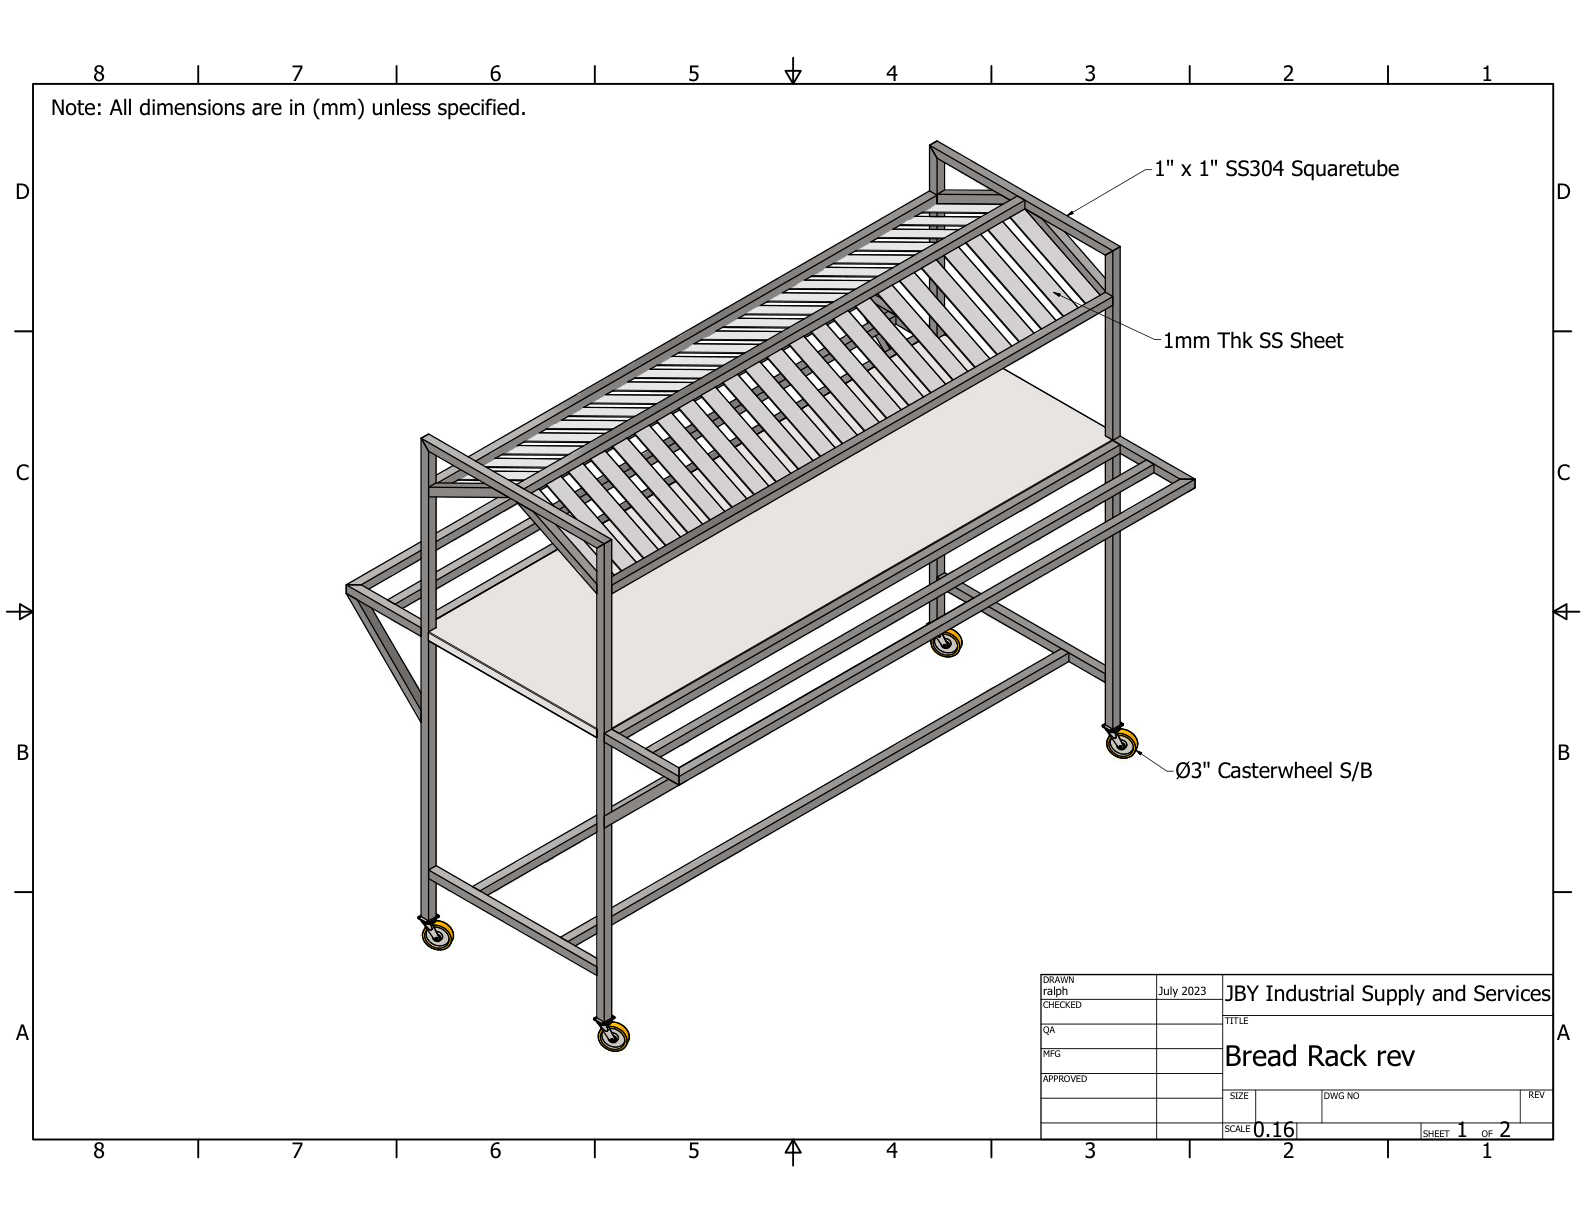 8 7 6 5 4 3 2 1
Note: All dimensions are in (mm) unless specified.
D D
1" x 1" SS304 Squaretube
1mm Thk SS Sheet
C C
B B
Ø3" Casterwheel S/B
A A
DRAWN
ralph
July 2023
JBY Industrial Supply and Services
CHECKED
TITLE
QA
Bread Rack rev
MFG
APPROVED
SIZE
DWG NO
REV
SCALE 0.16
SHEET 1 OF 2
8 7 6 5 4 3 2 1